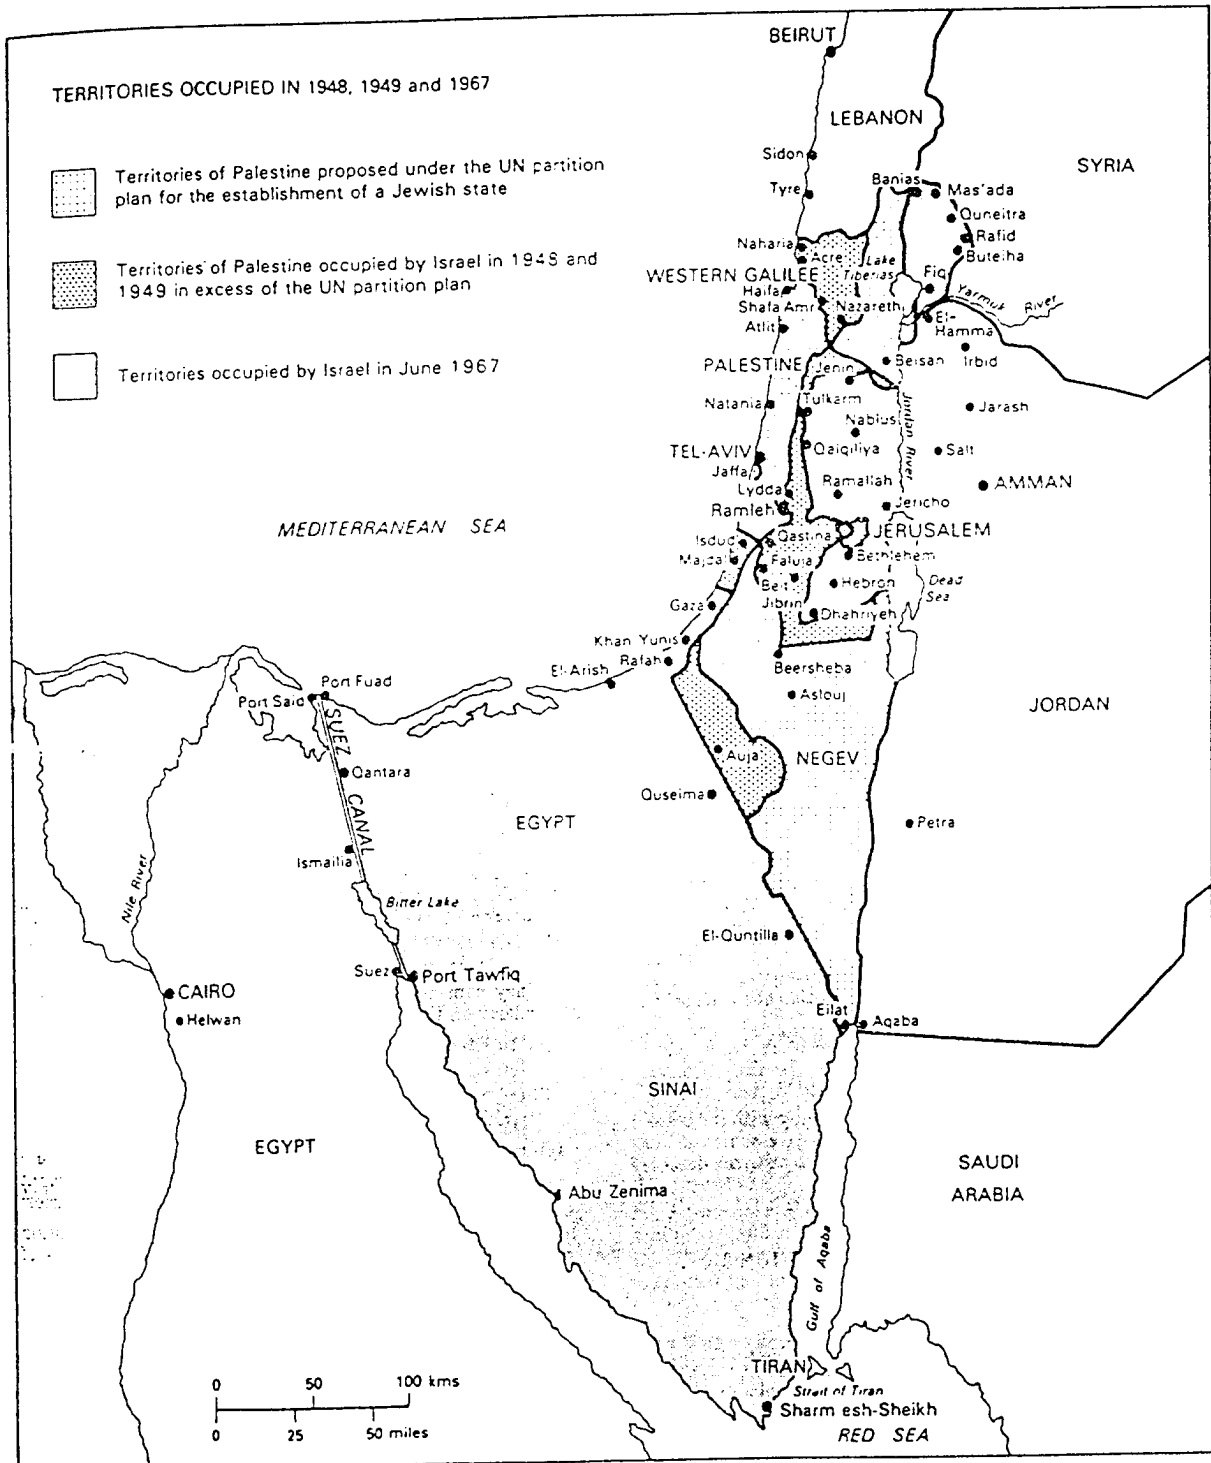 TERRITORIES OCCUPIED IN 1948, 1949 and 1967
Territories of Palestine proposed under the UN partition
plan for the establishment of a Jewish state
Territories of Palestine occupied by Israel in 1948 and
1949 in excess of the UN partition plan
Territories occupied by Israel in June 1967
BEIRUT
LEBANON
SYRIA
Sidon
Tyre
Banias
Mas'ada
Quneitra
Rafid
Buteiha
Naharia
Acre
Lake
Tiberias
WESTERN GALILEE
Fiq
Haifa
Yarmuk River
Shafa Amr
Nazareth
El-
Hamma
Atlit
PALESTINE
Jenin
Beisan
Irbid
Natania
Tulkarm
Jarash
Nablus
Jordan River
TEL-AVIV
Jaffa
Qalqiliya
Salt
Lydda
Ramallah
AMMAN
Ramleh
Jericho
MEDITERRANEAN SEA
Isdud
Qastina
JERUSALEM
Majdal
Faluja
Bethlehem
Beit
Jibrin
Hebron
Dead
Sea
Gaza
Dhahriyeh
Khan Yunis
Rafah
El-Arish
Beersheba
Port Fuad
Port Said
Aslouj
SUEZ CANAL
JORDAN
Auja
NEGEV
Qantara
Quseima
EGYPT
Petra
Ismailia
Nile River
Bitter Lake
El-Quntilla
Suez
Port Tawfiq
CAIRO
Helwan
Eilat
Aqaba
SINAI
EGYPT
SAUDI
ARABIA
Abu Zenima
Gulf of Aqaba
TIRAN
Strait of Tiran
Sharm esh-Sheikh
RED SEA
0 50 100 kms
0 25 50 miles